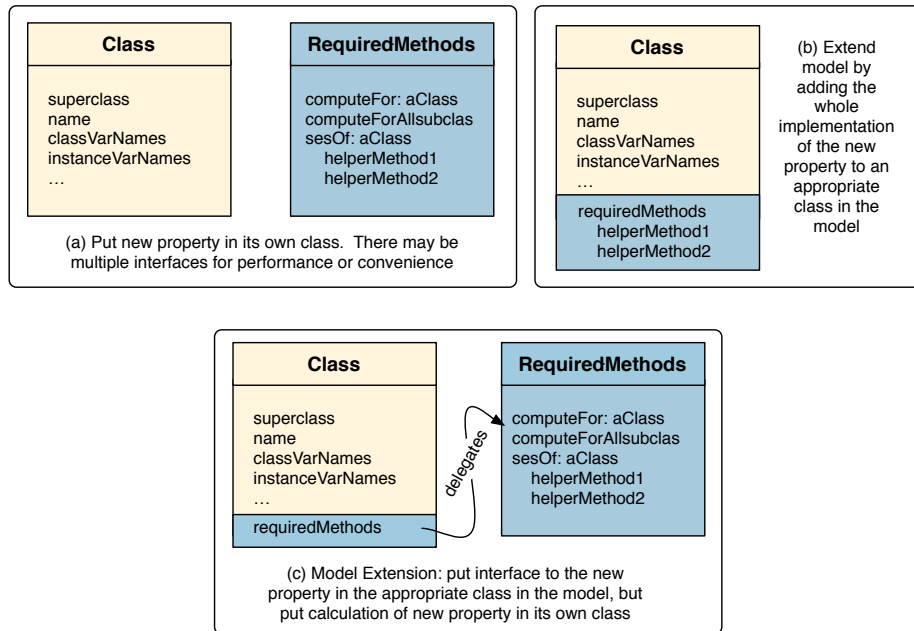 Class
superclass
name
classVarNames
instanceVarNames
…
RequiredMethods
computeFor: aClass
computeForAllsubclas
sesOf: aClass
helperMethod1
helperMethod2
(a) Put new property in its own class. There may be
multiple interfaces for performance or convenience
Class
superclass
name
classVarNames
instanceVarNames
…
requiredMethods
helperMethod1
helperMethod2
(b) Extend
model by
adding the
whole
implementation
of the new
property to an
appropriate
class in the
model
Class
superclass
name
classVarNames
instanceVarNames
…
requiredMethods
delegates
RequiredMethods
computeFor: aClass
computeForAllsubclas
sesOf: aClass
helperMethod1
helperMethod2
(c) Model Extension: put interface to the new
property in the appropriate class in the model, but
put calculation of new property in its own class